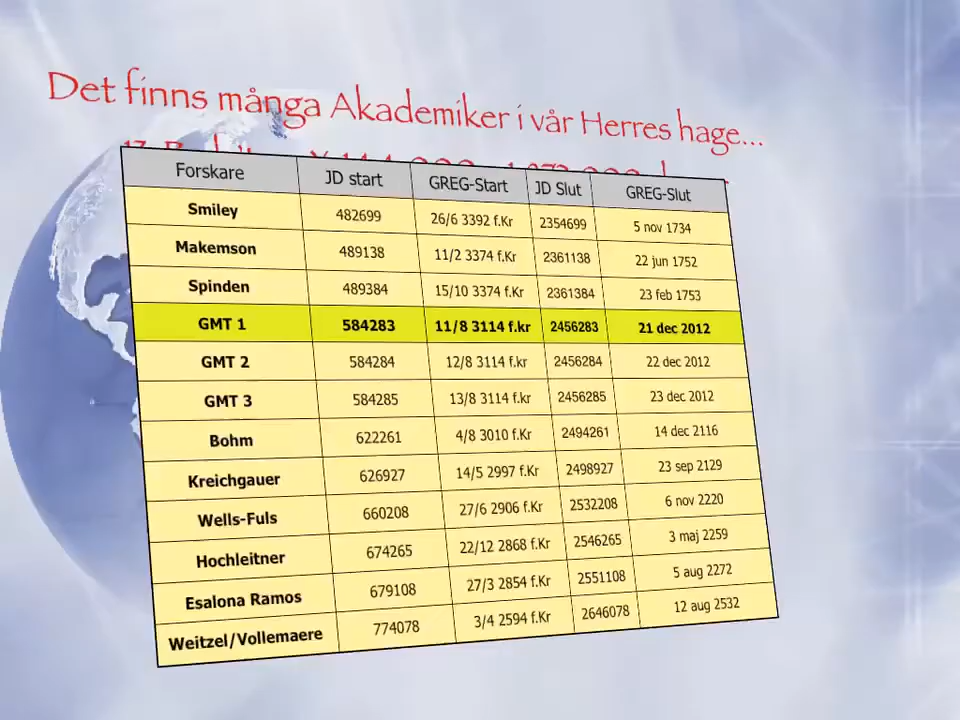 Det finns många Akademiker i vår Herres hage...
Forskare JD start GREG-Start JD Slut GREG-Slut
Smiley 482699 26/6 3392 f.Kr 2354699 5 nov 1734
Makemson 489138 11/2 3374 f.Kr 2361138 22 jun 1752
Spinden 489384 15/10 3374 f.Kr 2361384 23 feb 1753
GMT 1 584283 11/8 3114 f.kr 2456283 21 dec 2012
GMT 2 584284 12/8 3114 f.kr 2456284 22 dec 2012
GMT 3 584285 13/8 3114 f.Kr 2456285 23 dec 2012
Bohm 622261 4/8 3010 f.Kr 2494261 14 dec 2116
Kreichgauer 626927 14/5 2997 f.Kr 2498927 23 sep 2129
Wells-Fuls 660208 27/6 2906 f.Kr 2532208 6 nov 2220
Hochleitner 674265 22/12 2868 f.Kr 2546265 3 maj 2259
Esalona Ramos 679108 27/3 2854 f.Kr 2551108 5 aug 2272
Weitzel/Vollemaere 774078 3/4 2594 f.Kr 2646078 12 aug 2532